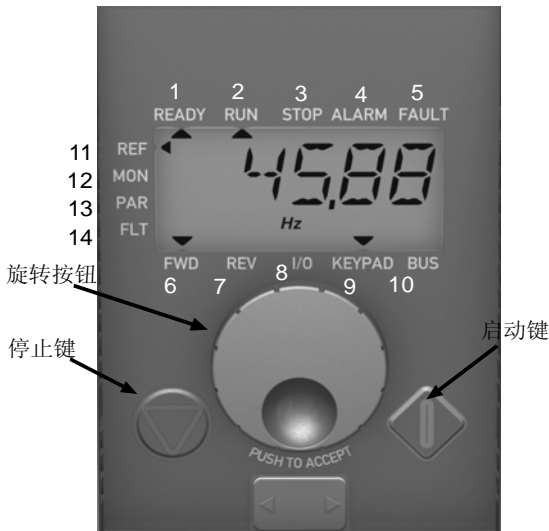 1 2 3 4 5
READY RUN STOP ALARM FAULT
11 REF
45,88
12 MON
13 PAR
14 FLT
Hz
FWD REV I/O KEYPAD BUS
6 7 8 9 10
旋转按钮
停止键
启动键
PUSH TO ACCEPT